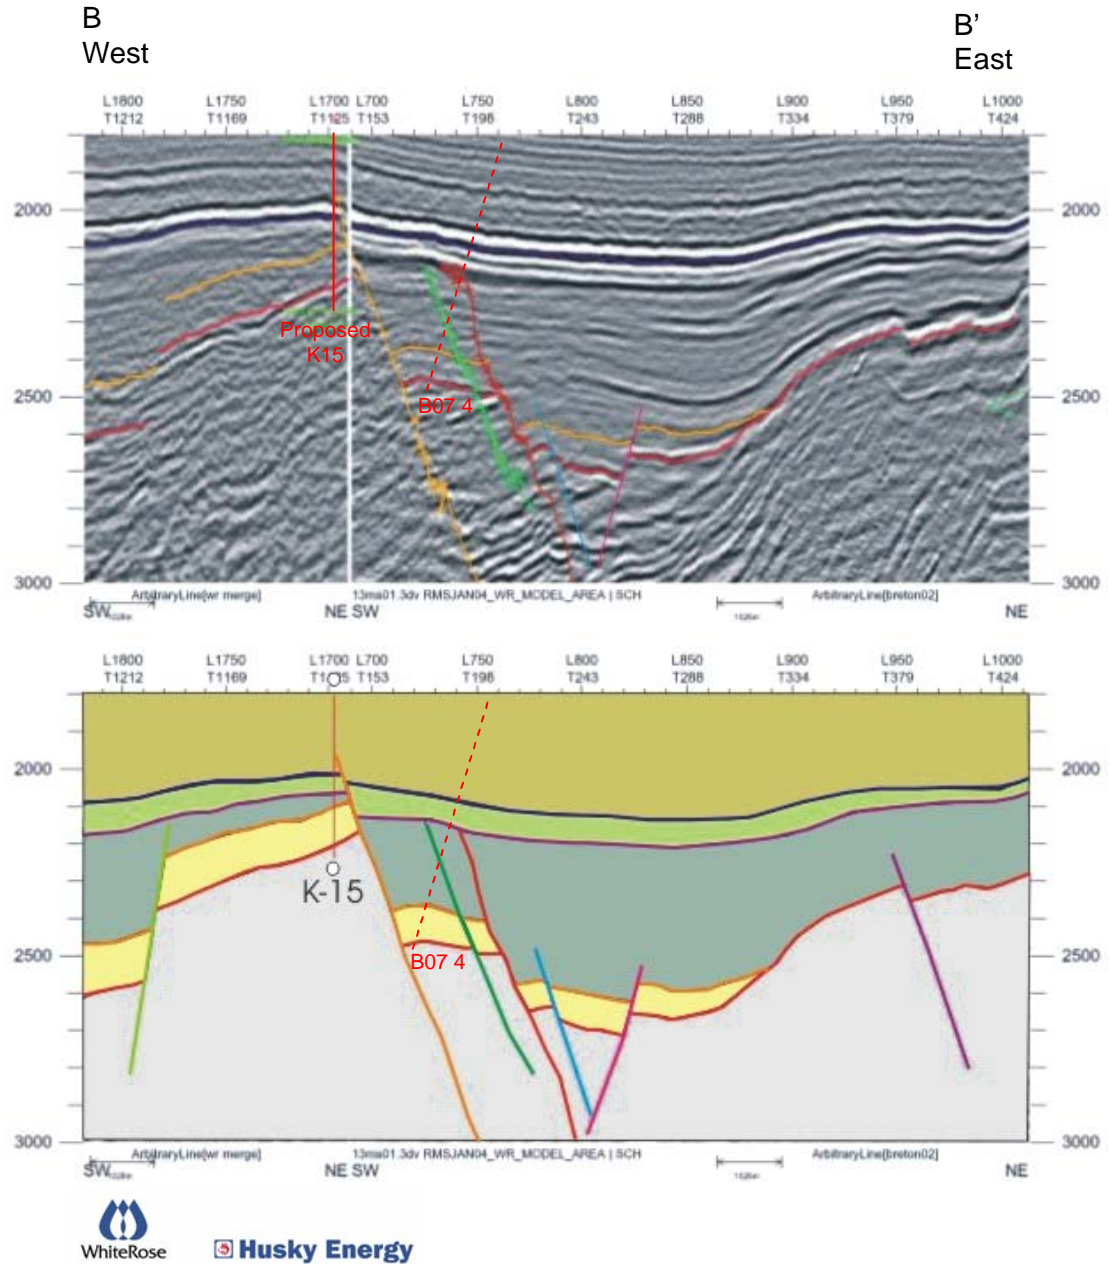 B
West
B’
East
L1800 L1750 L1700 L700 L750 L800 L850 L900 L950 L1000
T1212 T1169 T153 T198 T243 T288 T334 T379 T424
2000 2000
Proposed
K15
B07 4
2500 2500
3000 3000
ArbitraryLine[wr merge] 13ma01.3dv RMSJAN04_WR_MODEL_AREA | SCH ArbitraryLine[breton02]
SW NE SW NE
L1800 L1750 L1700 L700 L750 L800 L850 L900 L950 L1000
T1212 T1169 T153 T198 T243 T288 T334 T379 T424
2000 2000
K-15
2500 2500
B07 4
3000 3000
ArbitraryLine[wr merge] 13ma01.3dv RMSJAN04_WR_MODEL_AREA | SCH ArbitraryLine[breton02]
SW NE SW NE
WhiteRose
Husky Energy